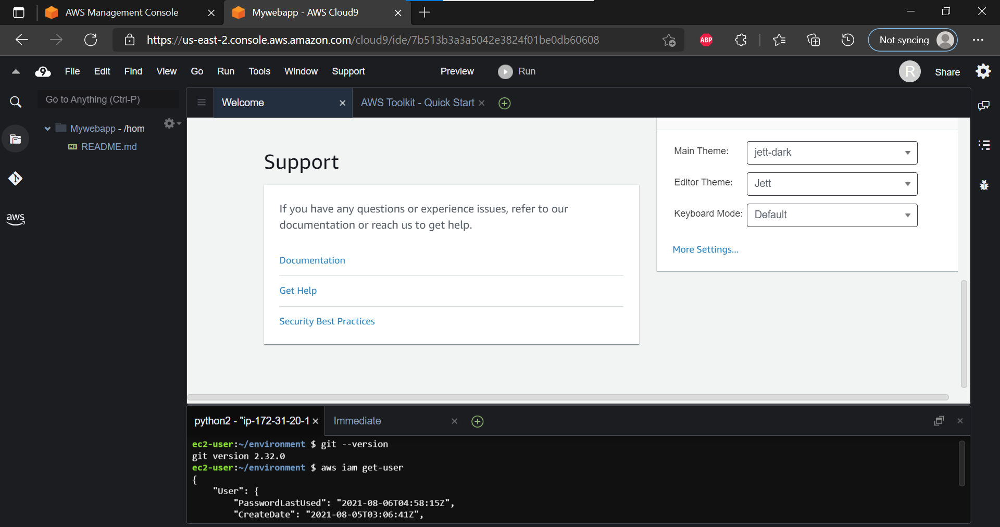 AWS Management Console
Mywebapp - AWS Cloud9
https://us-east-2.console.aws.amazon.com/cloud9/ide/7b513b3a3a5042e3824f01be0db60608
ABP
Not syncing
9 File Edit Find View Go Run Tools Window Support Preview Run
R Share
Go to Anything (Ctrl-P)
Mywebapp - /hom
README.md
aws
Welcome
AWS Toolkit - Quick Start
Support
If you have any questions or experience issues, refer to our
documentation or reach us to get help.
Documentation
Get Help
Security Best Practices
Main Theme: jett-dark
Editor Theme: Jett
Keyboard Mode: Default
More Settings...
python2 - "ip-172-31-20-1
Immediate
ec2-user:~/environment $ git --version
git version 2.32.0
ec2-user:~/environment $ aws iam get-user
{
"User": {
"PasswordLastUsed": "2021-08-06T04:58:15Z",
"CreateDate": "2021-08-05T03:06:41Z",